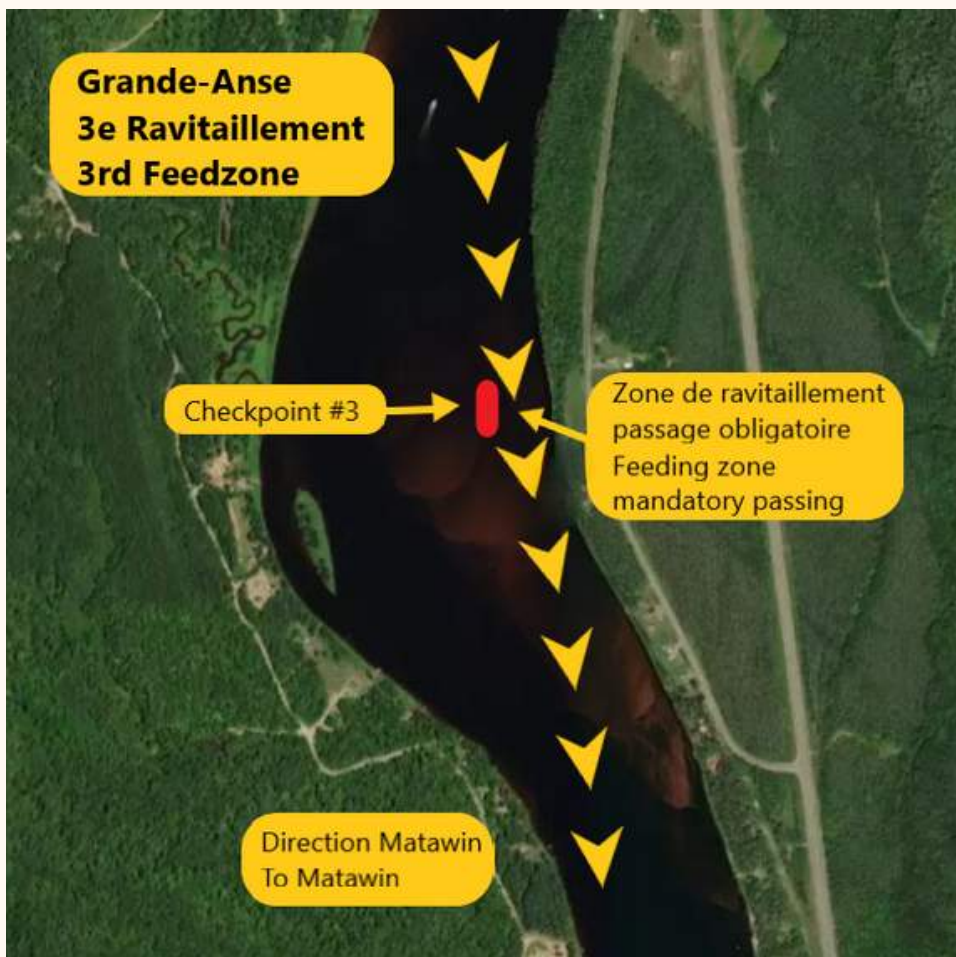 Grande-Anse
3e Ravitaillement
3rd Feedzone
Checkpoint #3
Zone de ravitaillement
passage obligatoire
Feeding zone
mandatory passing
Direction Matawin
To Matawin